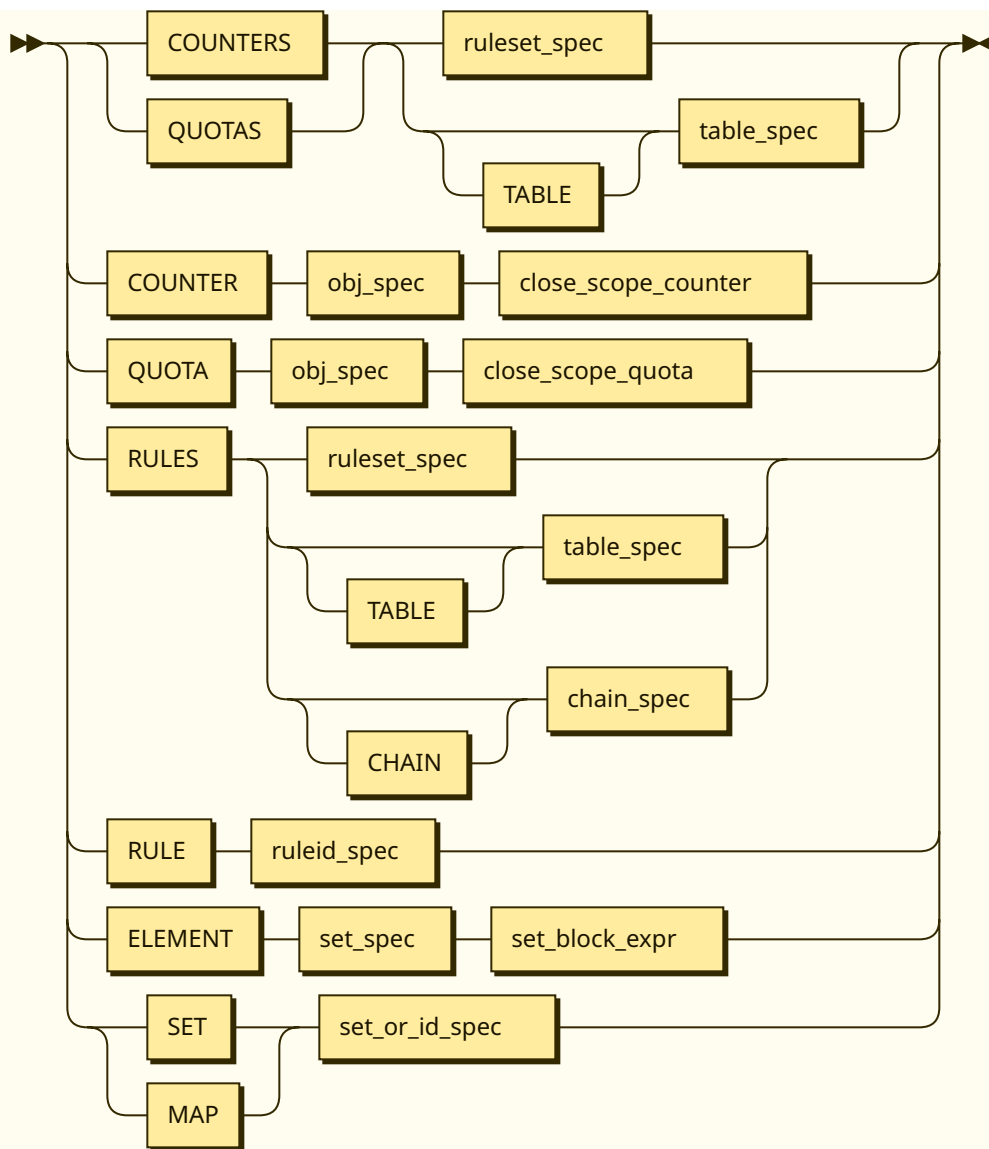 COUNTERS ruleset_spec
QUOTAS table_spec
TABLE
COUNTER obj_spec close_scope_counter
QUOTA obj_spec close_scope_quota
RULES ruleset_spec
table_spec
TABLE
chain_spec
CHAIN
RULE ruleid_spec
ELEMENT set_spec set_block_expr
SET set_or_id_spec
MAP